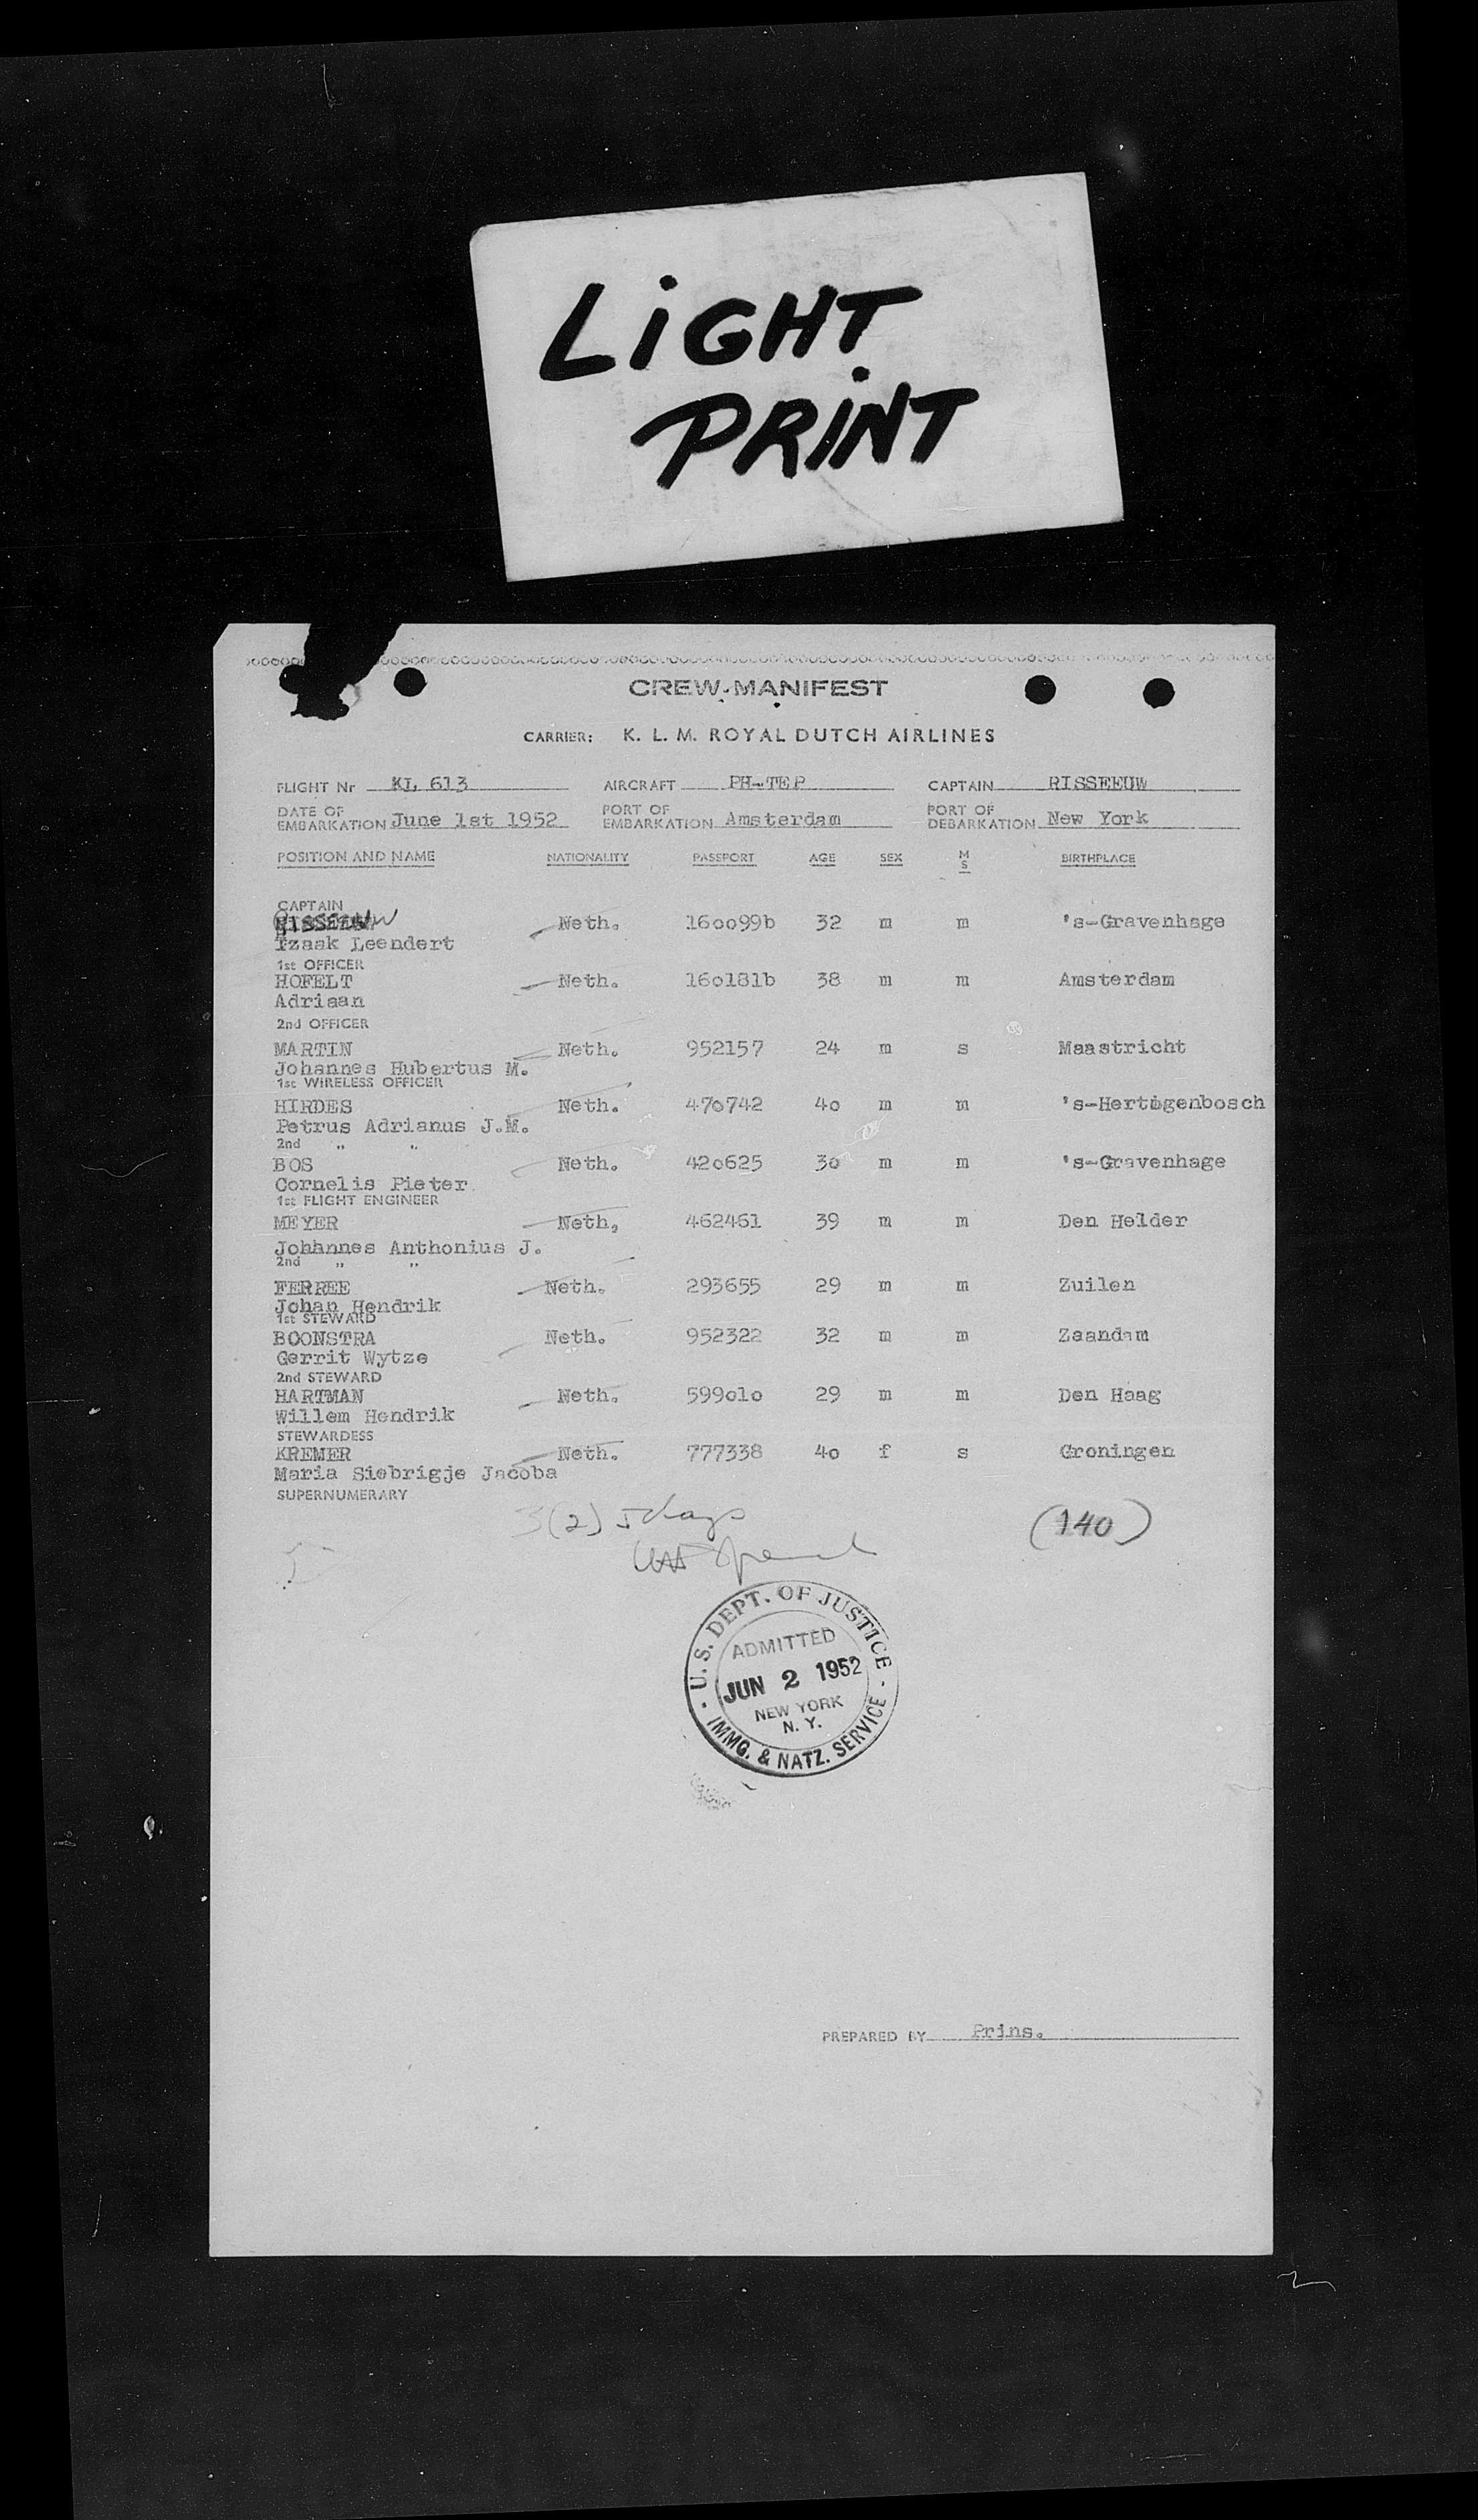 LiGHT
PRiNT
CREW-MANIFEST
CARRIER: K. L. M. ROYAL DUTCH AIRLINES
FLIGHT Nr KL 613 AIRCRAFT PH-TEP CAPTAIN RISSEEUW
DATE OF EMBARKATION June 1st 1952 PORT OF EMBARKATION Amsterdam PORT OF DEBARKATION New York
POSITION AND NAME NATIONALITY PASSPORT AGE SEX M S BIRTHPLACE
CAPTAIN
RISSEEUW Neth. 160099b 32 m m 's-Gravenhage
Izaak Leendert
1st OFFICER
HOFELT Neth. 160181b 38 m m Amsterdam
Adriaan
2nd OFFICER
MARTIN Neth. 952157 24 m s Maastricht
Johannes Hubertus M.
1st WIRELESS OFFICER
HIRDES Neth. 470742 40 m m 's-Hertogenbosch
Petrus Adrianus J.M.
2nd " "
BOS Neth. 420625 30 m m 's-Gravenhage
Cornelis Pieter
1st FLIGHT ENGINEER
MEYER Neth, 462461 39 m m Den Helder
Johannes Anthonius J.
2nd " "
FERREE Neth. 293655 29 m m Zuilen
Johan Hendrik
1st STEWARD
BOONSTRA Neth. 952322 32 m m Zaandam
Gerrit Wytze
2nd STEWARD
HARTMAN Neth. 599010 29 m m Den Haag
Willem Hendrik
STEWARDESS
KREMER Neth. 777338 40 f s Groningen
Maria Siebrigje Jacoba
SUPERNUMERARY
3(2) 5 days (140)
U. S. DEPT. OF JUSTICE
ADMITTED
JUN 2 1952
NEW YORK
N. Y.
IMMG. & NATZ. SERVICE
PREPARED BY Prins.